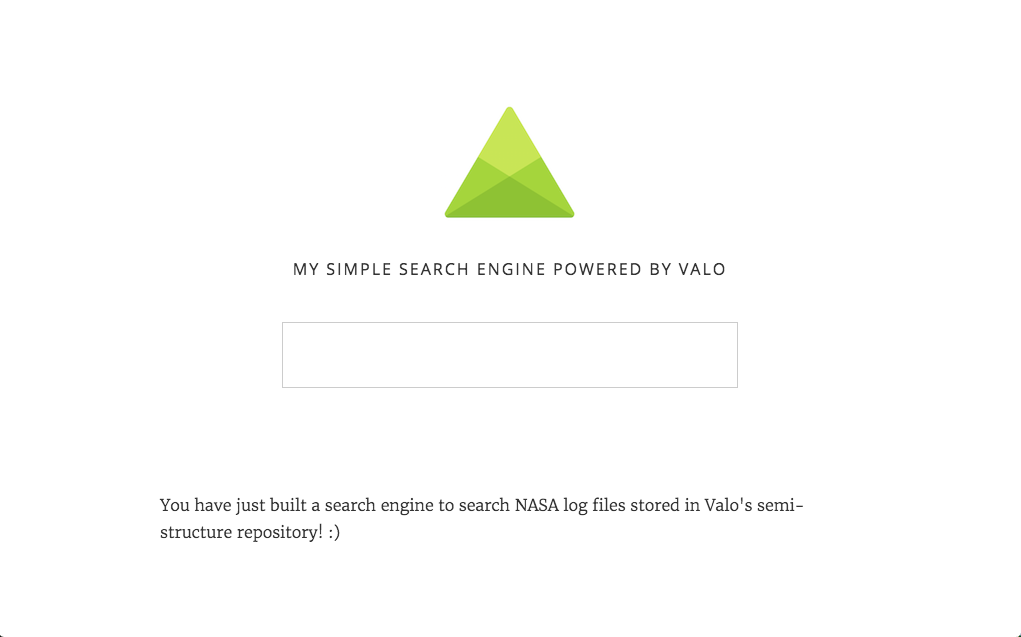 MY SIMPLE SEARCH ENGINE POWERED BY VALO
You have just built a search engine to search NASA log files stored in Valo's semi-
structure repository! :)